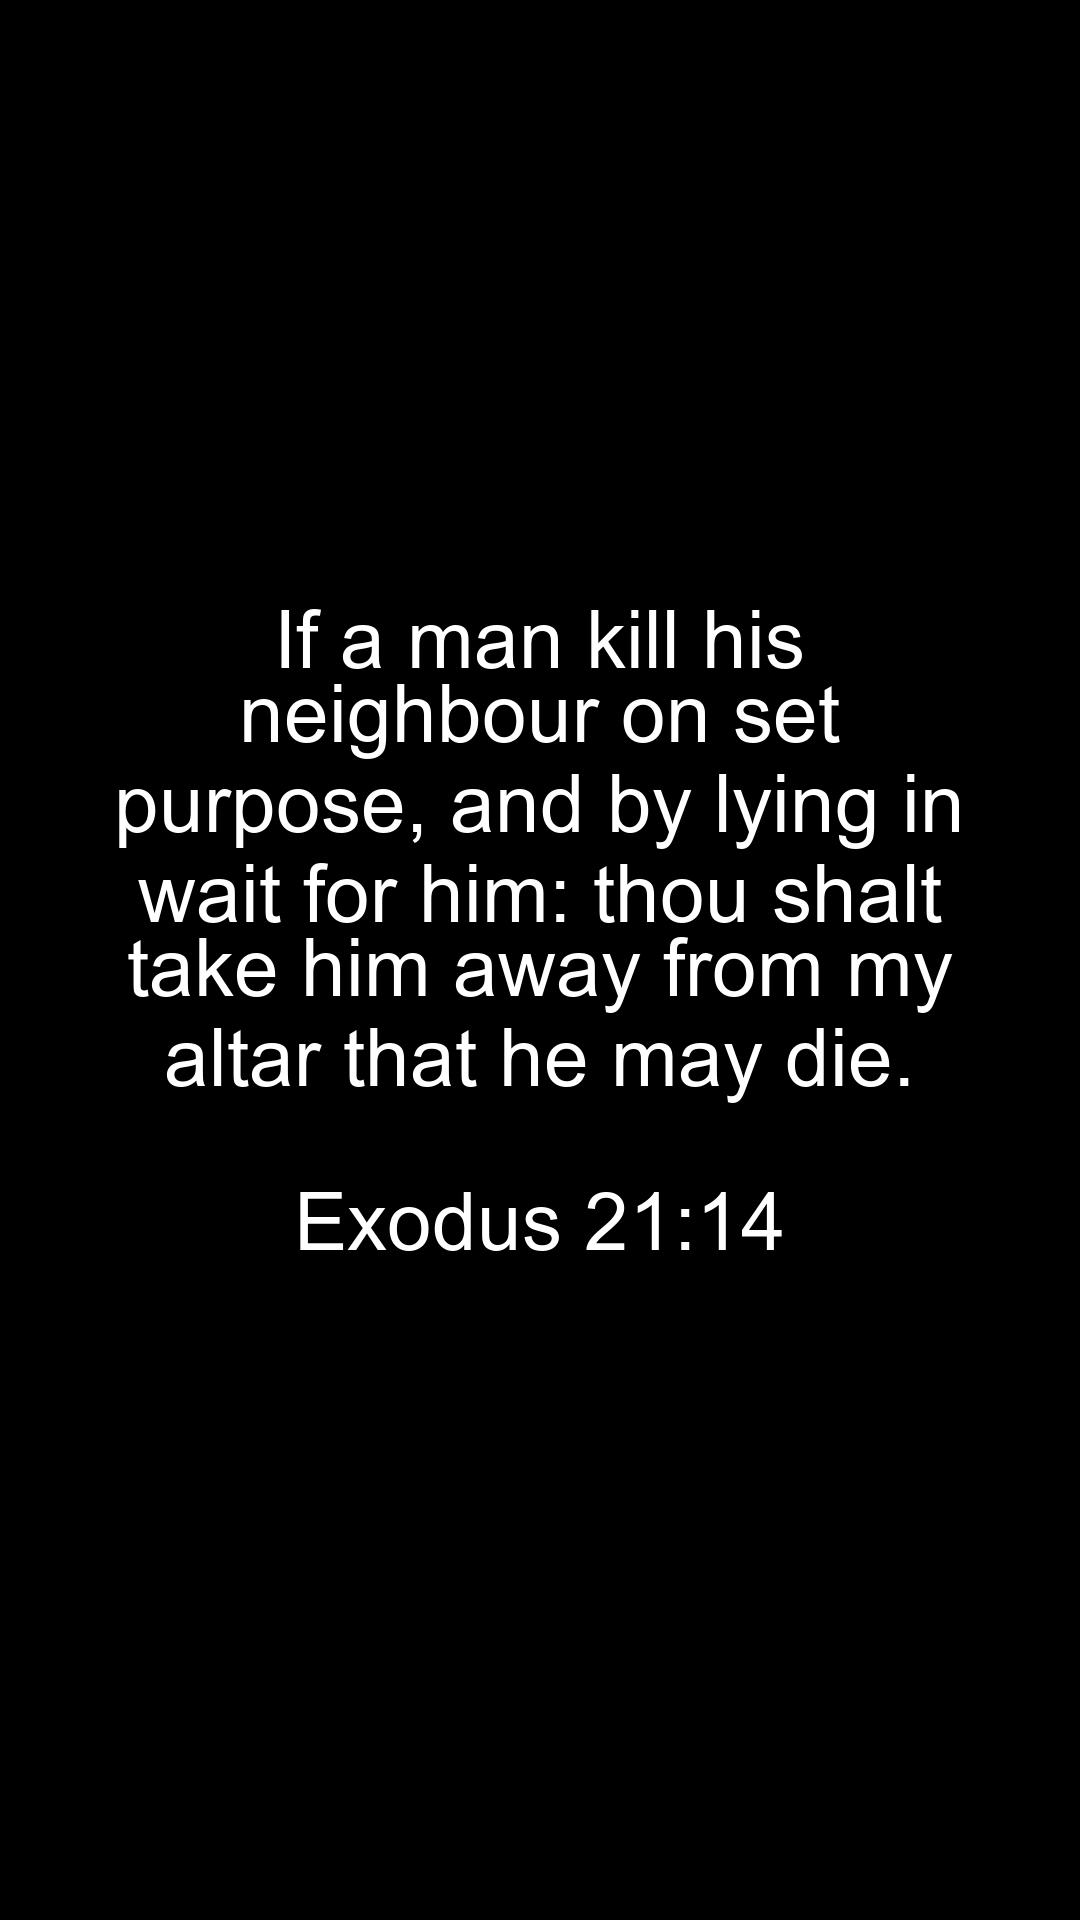 If a man kill his
neighbour on set
purpose, and by lying in
wait for him: thou shalt
take him away from my
altar that he may die.
Exodus 21:14